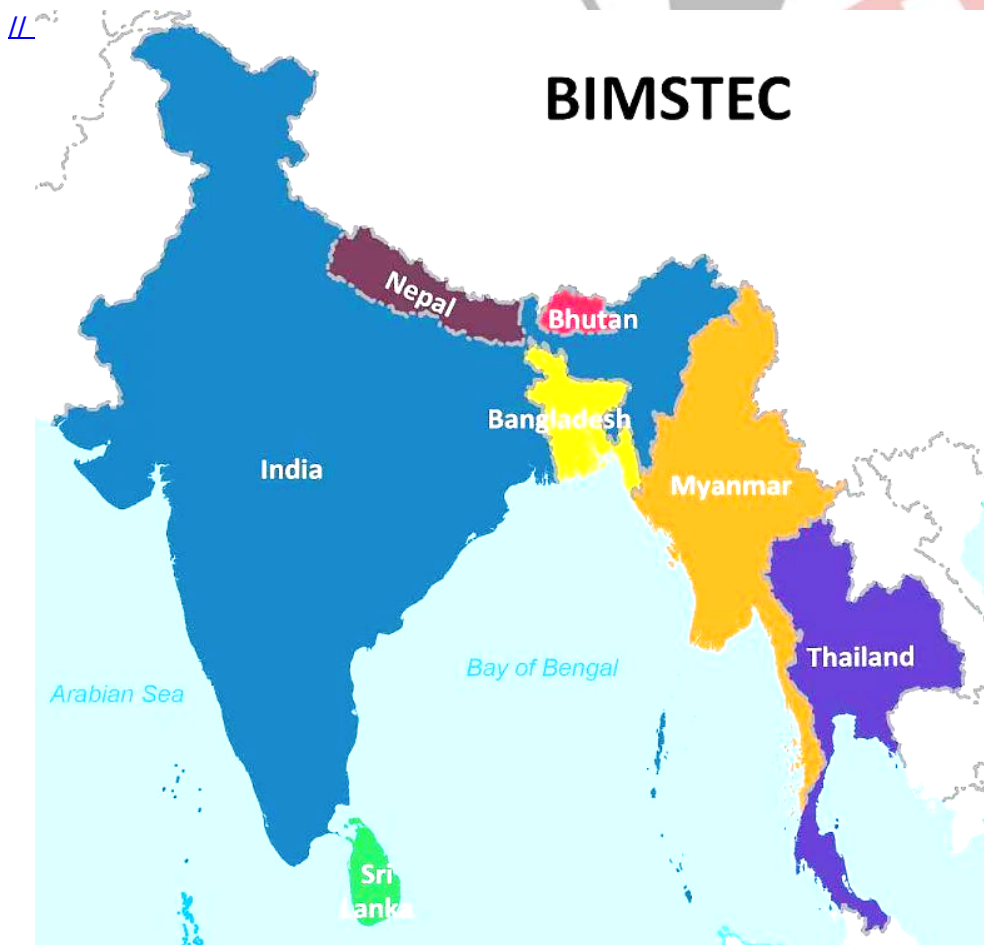 //
BIMSTEC
Nepal
Bhutan
Bangladesh
India
Myanmar
Thailand
Bay of Bengal
Arabian Sea
Sri
Lanka